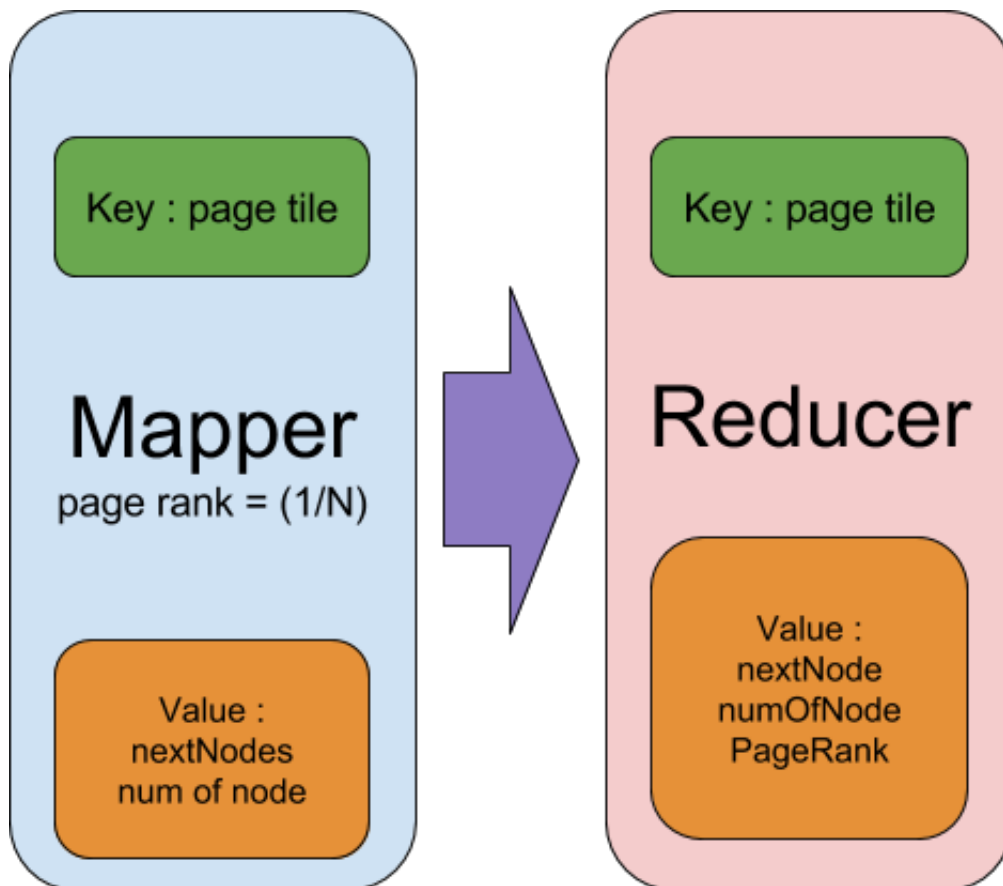 Key : page tile
Mapper
page rank = (1/N)
Value :
nextNodes
num of node
Key : page tile
Reducer
Value :
nextNode
numOfNode
PageRank